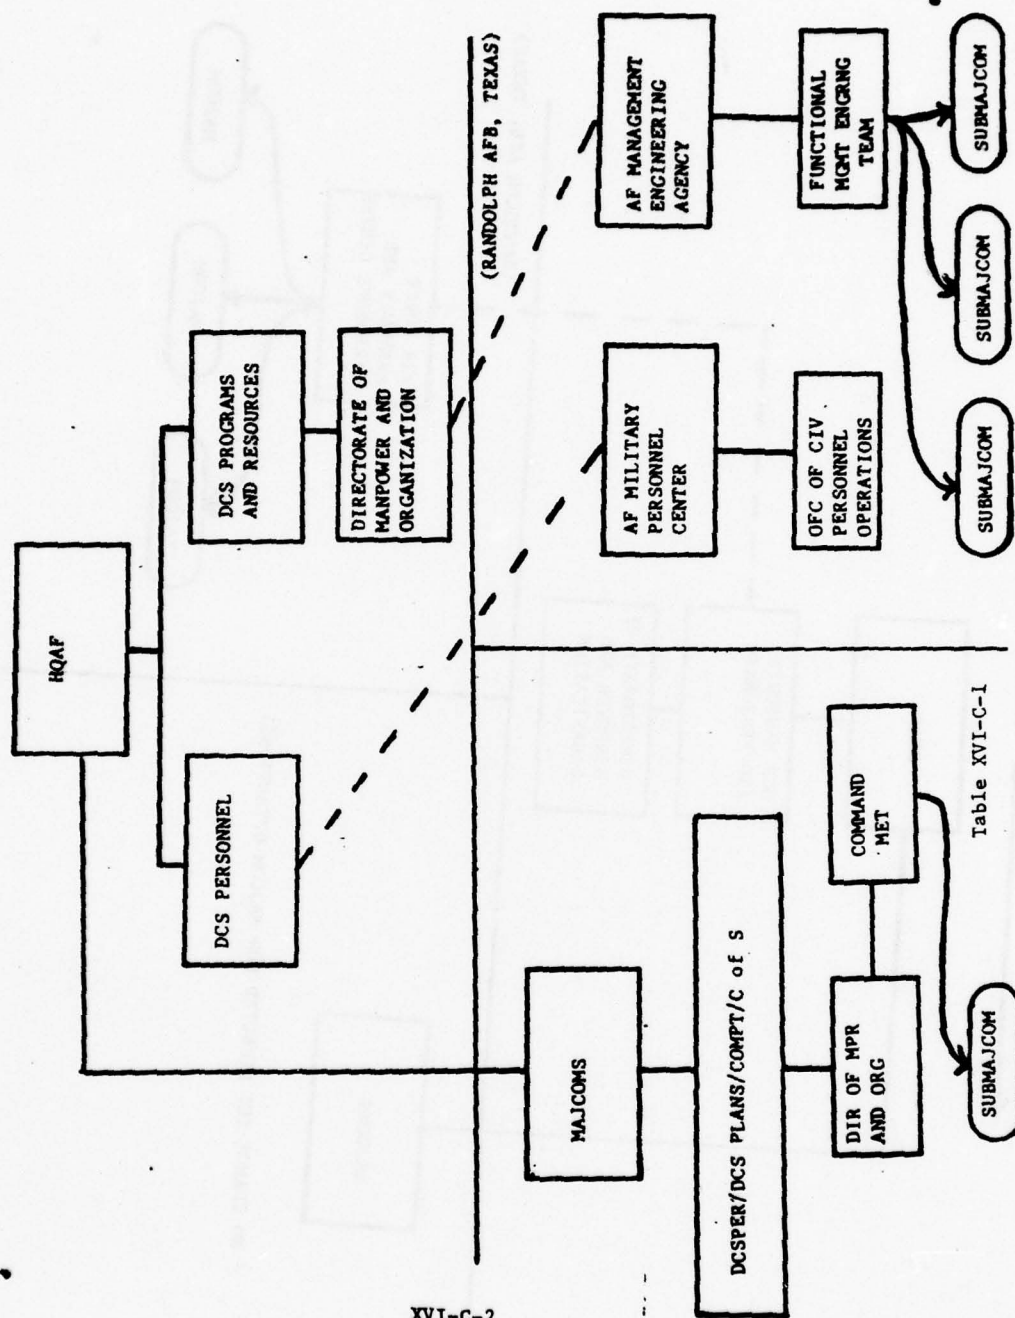 HQAF
DCS PERSONNEL
DCS PROGRAMS
AND RESOURCES
DIRECTORATE OF
MANPOWER AND
ORGANIZATION
(RANDOLPH AFB, TEXAS)
MAJCOMS
AF MILITARY
PERSONNEL
CENTER
AF MANAGEMENT
ENGINEERING
AGENCY
DCSPER/DCS PLANS/COMPT/C of S
OFC OF CIV
PERSONNEL
OPERATIONS
FUNCTIONAL
MGMT ENGRNG
TEAM
DIR OF MPR
AND ORG
COMMAND
MET
SUBMAJCOM
SUBMAJCOM
SUBMAJCOM
SUBMAJCOM
Table XVI-C-1
XVI-C-2